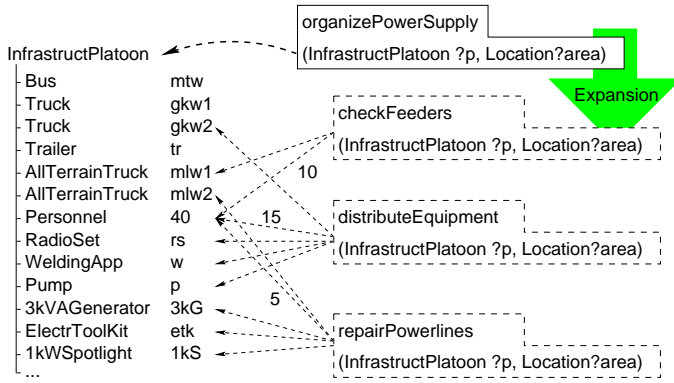 organizePowerSupply
(InfrastructPlatoon ?p, Location?area)
InfrastructPlatoon
Expansion
Bus mtw
Truck gkw1
Truck gkw2
Trailer tr
AllTerrainTruck mlw1
AllTerrainTruck mlw2
Personnel 40
RadioSet rs
WeldingApp w
Pump p
3kVAGenerator 3kG
ElectrToolKit etk
1kWSpotlight 1kS
...
10
15
5
checkFeeders
(InfrastructPlatoon ?p, Location?area)
distributeEquipment
(InfrastructPlatoon ?p, Location?area)
repairPowerlines
(InfrastructPlatoon ?p, Location?area)